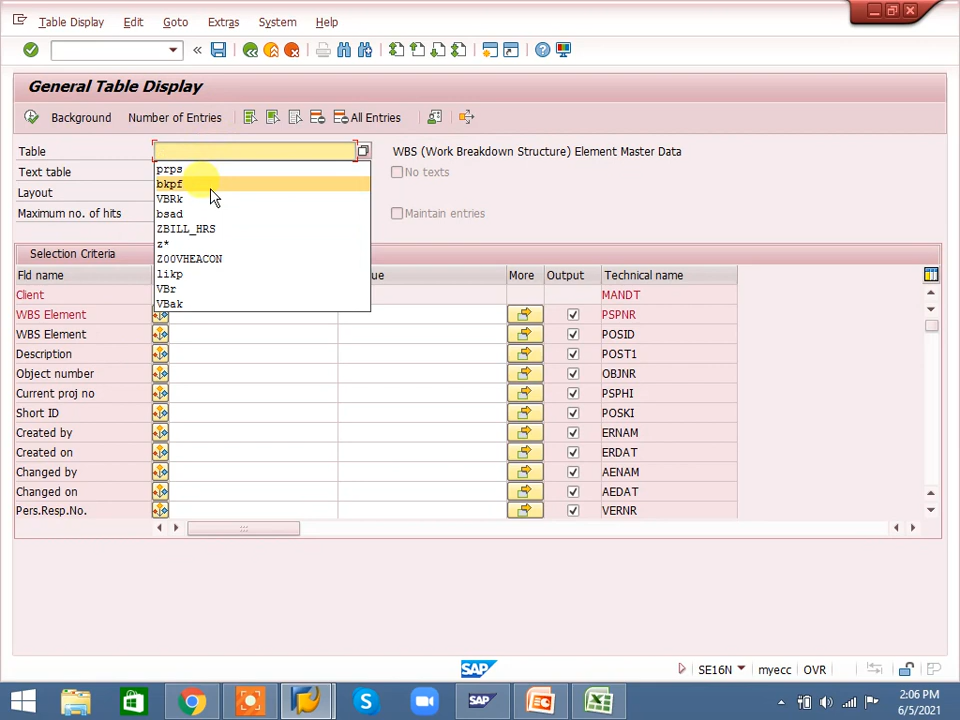 Table Display Edit Goto Extras System Help
«
General Table Display
Background Number of Entries All Entries
Table WBS (Work Breakdown Structure) Element Master Data
prps
Text table No texts
bkpf
Layout
VBRk
Maximum no. of hits Maintain entries
bsad
ZBILL_HRS
z*
Selection Criteria
Z00VHEACON
Fld name ue More Output Technical name
likp
VBr
Client MANDT
VBak
WBS Element PSPNR
WBS Element POSID
Description POST1
Object number OBJNR
Current proj no PSPHI
Short ID POSKI
Created by ERNAM
Created on ERDAT
Changed by AENAM
Changed on AEDAT
Pers.Resp.No. VERNR
SAP SE16N myecc OVR
SAP
2:06 PM
6/5/2021